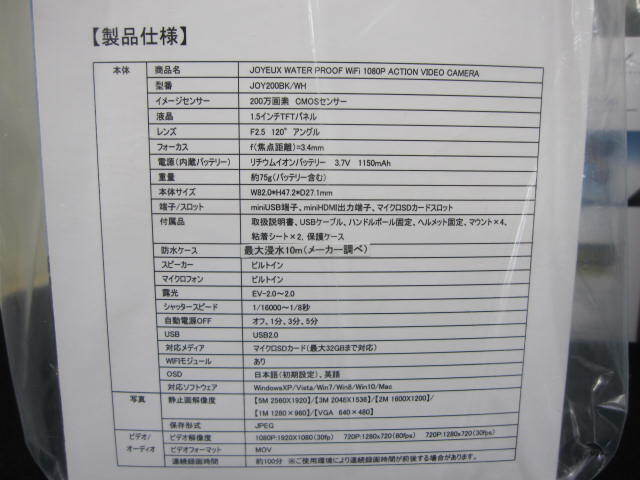 【製品仕様】
本体 商品名 JOYEUX WATER PROOF WiFi 1080P ACTION VIDEO CAMERA
型番 JOY200BK/WH
イメージセンサー 200万画素 CMOSセンサー
液晶 1.5インチTFTパネル
レンズ F2.5 120°アングル
フォーカス f(焦点距離)=3.4mm
電源(内蔵バッテリー) リチウムイオンバッテリー 3.7V 1150mAh
重量 約75g(バッテリー含む)
本体サイズ W82.0*H47.2*D27.1mm
端子/スロット miniUSB端子、miniHDMI出力端子、マイクロSDカードスロット
付属品 取扱説明書、USBケーブル、ハンドルポール固定、ヘルメット固定、マウント×4、
粘着シート×2、保護ケース
防水ケース 最大浸水10m(メーカー調べ)
スピーカー ビルトイン
マイクロフォン ビルトイン
露光 EV-2.0~2.0
シャッタースピード 1/16000~1/8秒
自動電源OFF オフ、1分、3分、5分
USB USB2.0
対応メディア マイクロSDカード(最大32GBまで対応)
WIFIモジュール あり
OSD 日本語(初期設定)、英語
対応ソフトウェア WindowsXP/Vista/Win7/Win8/Win10/Mac
写真 静止画解像度 【5M 2560X1920】/【3M 2048X1536】/【2M 1600X1200】/
【1M 1280×960】/【VGA 640×480】
保存形式 JPEG
ビデオ/オーディオ ビデオ解像度 1080P:1920X1080(30fp) 720P:1280x720(60fps) 720P:1280x720(30fps)
ビデオフォーマット MOV
連続録画時間 約100分 ※ご使用環境により連続録画時間が前後する場合があります。